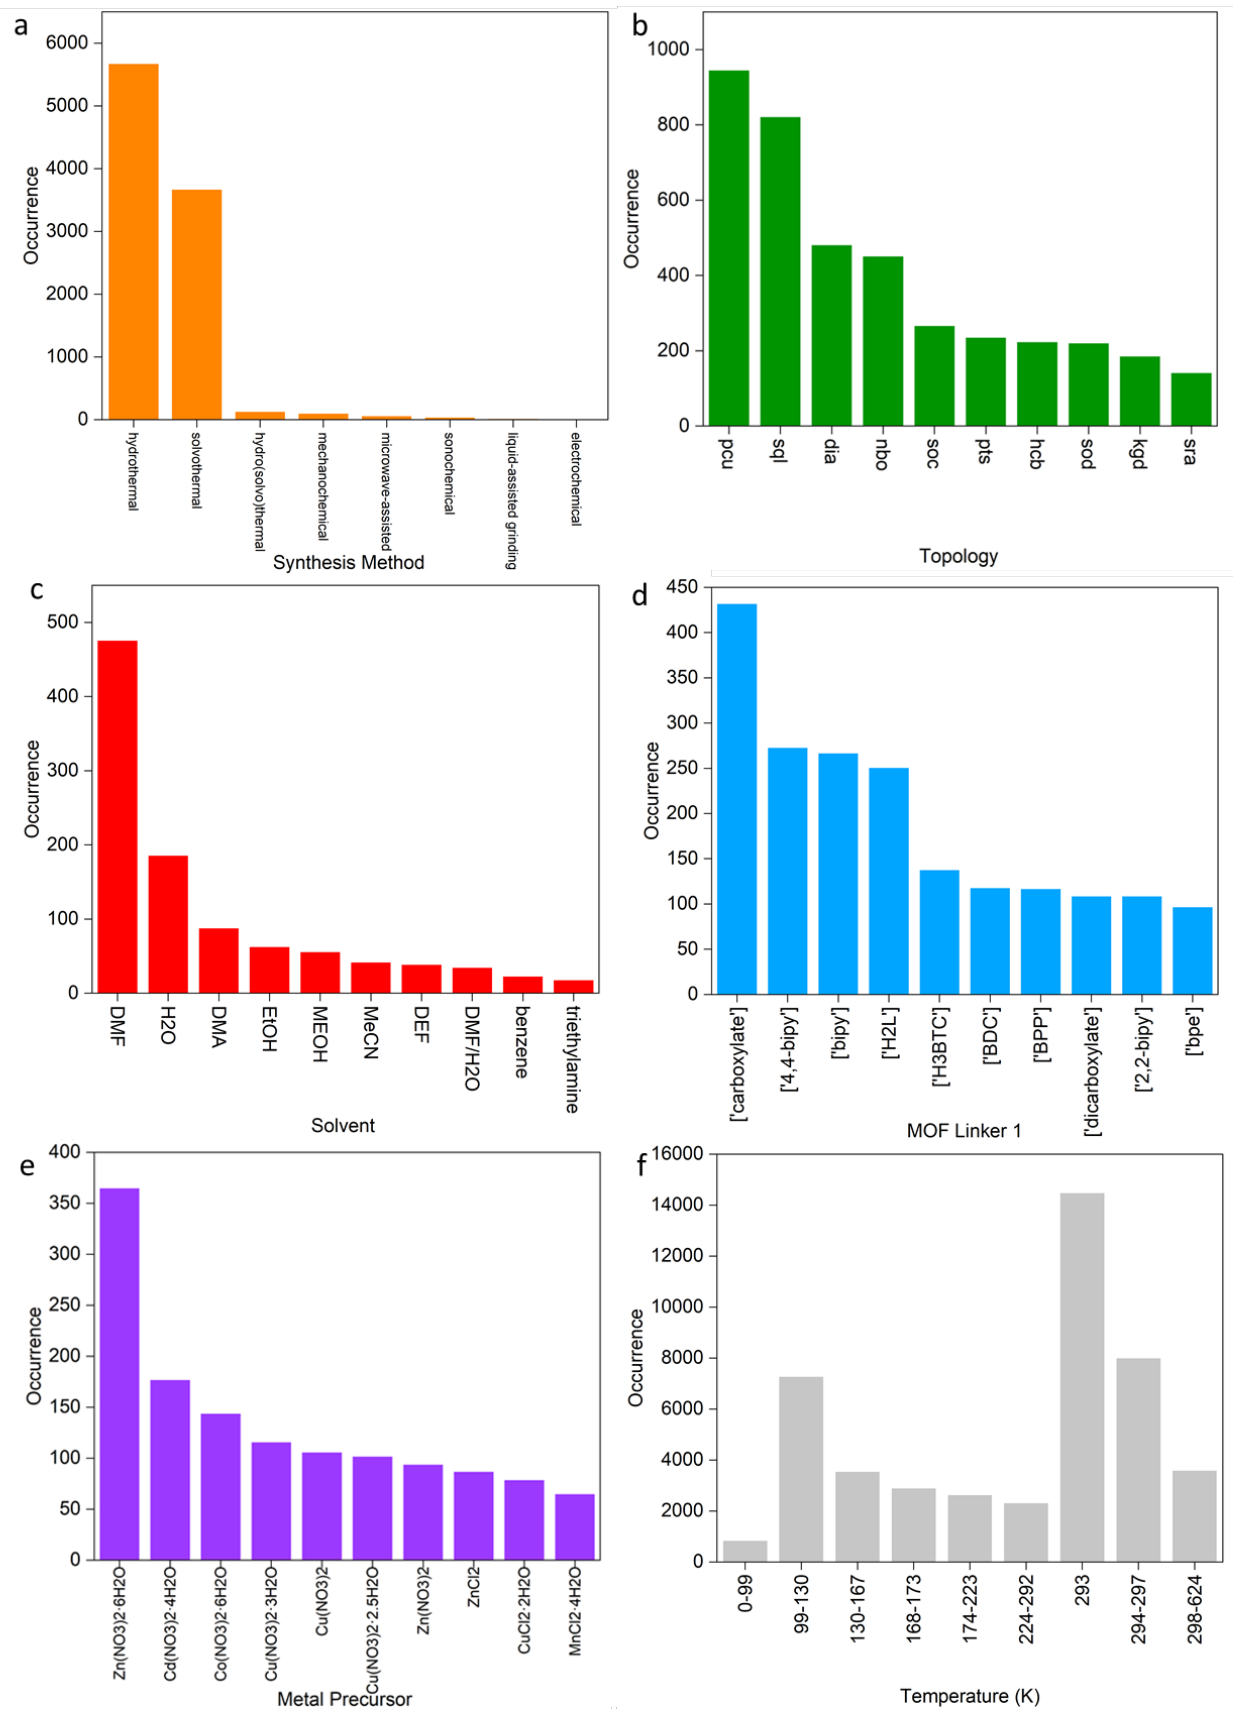 a
6000
5000
4000
3000
2000
1000
0
Occurrence
hydrothermal
solvothermal
hydro(solvo)thermal
mechanochemical
microwave-assisted
sonochemical
liquid-assisted grinding
electrochemical
Synthesis Method
b
1000
800
600
400
200
0
Occurrence
pcu
sql
dia
nbo
soc
pts
hcb
sod
kgd
sra
Topology
c
500
400
300
200
100
0
Occurrence
DMF
H2O
DMA
EtOH
MEOH
MeCN
DEF
DMF/H2O
benzene
triethylamine
Solvent
d
450
400
350
300
250
200
150
100
50
0
Occurrence
['carboxylate']
['4,4-bipy']
['bipy']
['H2L']
['H3BTC']
['BDC']
['BPP']
['dicarboxylate']
['2,2-bipy']
['bpe']
MOF Linker 1
e
400
350
300
250
200
150
100
50
0
Occurrence
Zn(NO3)2·6H2O
Cd(NO3)2·4H2O
Co(NO3)2·6H2O
Cu(NO3)2·3H2O
Cu(NO3)2
Cu(NO3)2·2.5H2O
Zn(NO3)2
ZnCl2
CuCl2·2H2O
MnCl2·4H2O
Metal Precursor
f
16000
14000
12000
10000
8000
6000
4000
2000
0
Occurrence
0-99
99-130
130-167
168-173
174-223
224-292
293
294-297
298-624
Temperature (K)